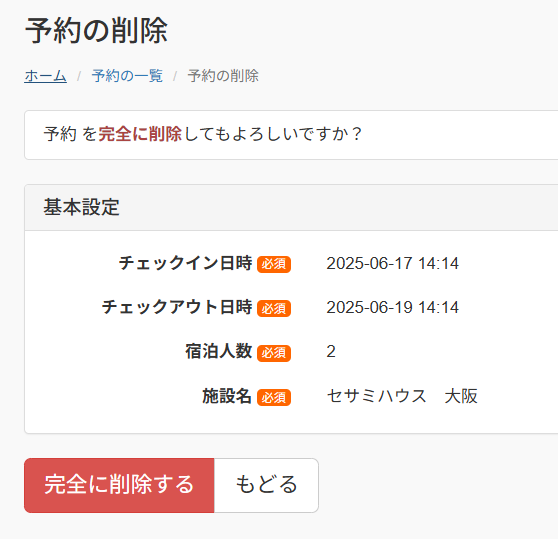 予約の削除
ホーム / 予約の一覧 / 予約の削除
予約 を完全に削除してもよろしいですか？
基本設定
チェックイン日時 必須 2025-06-17 14:14
チェックアウト日時 必須 2025-06-19 14:14
宿泊人数 必須 2
施設名 必須 セサミハウス　大阪
完全に削除する もどる